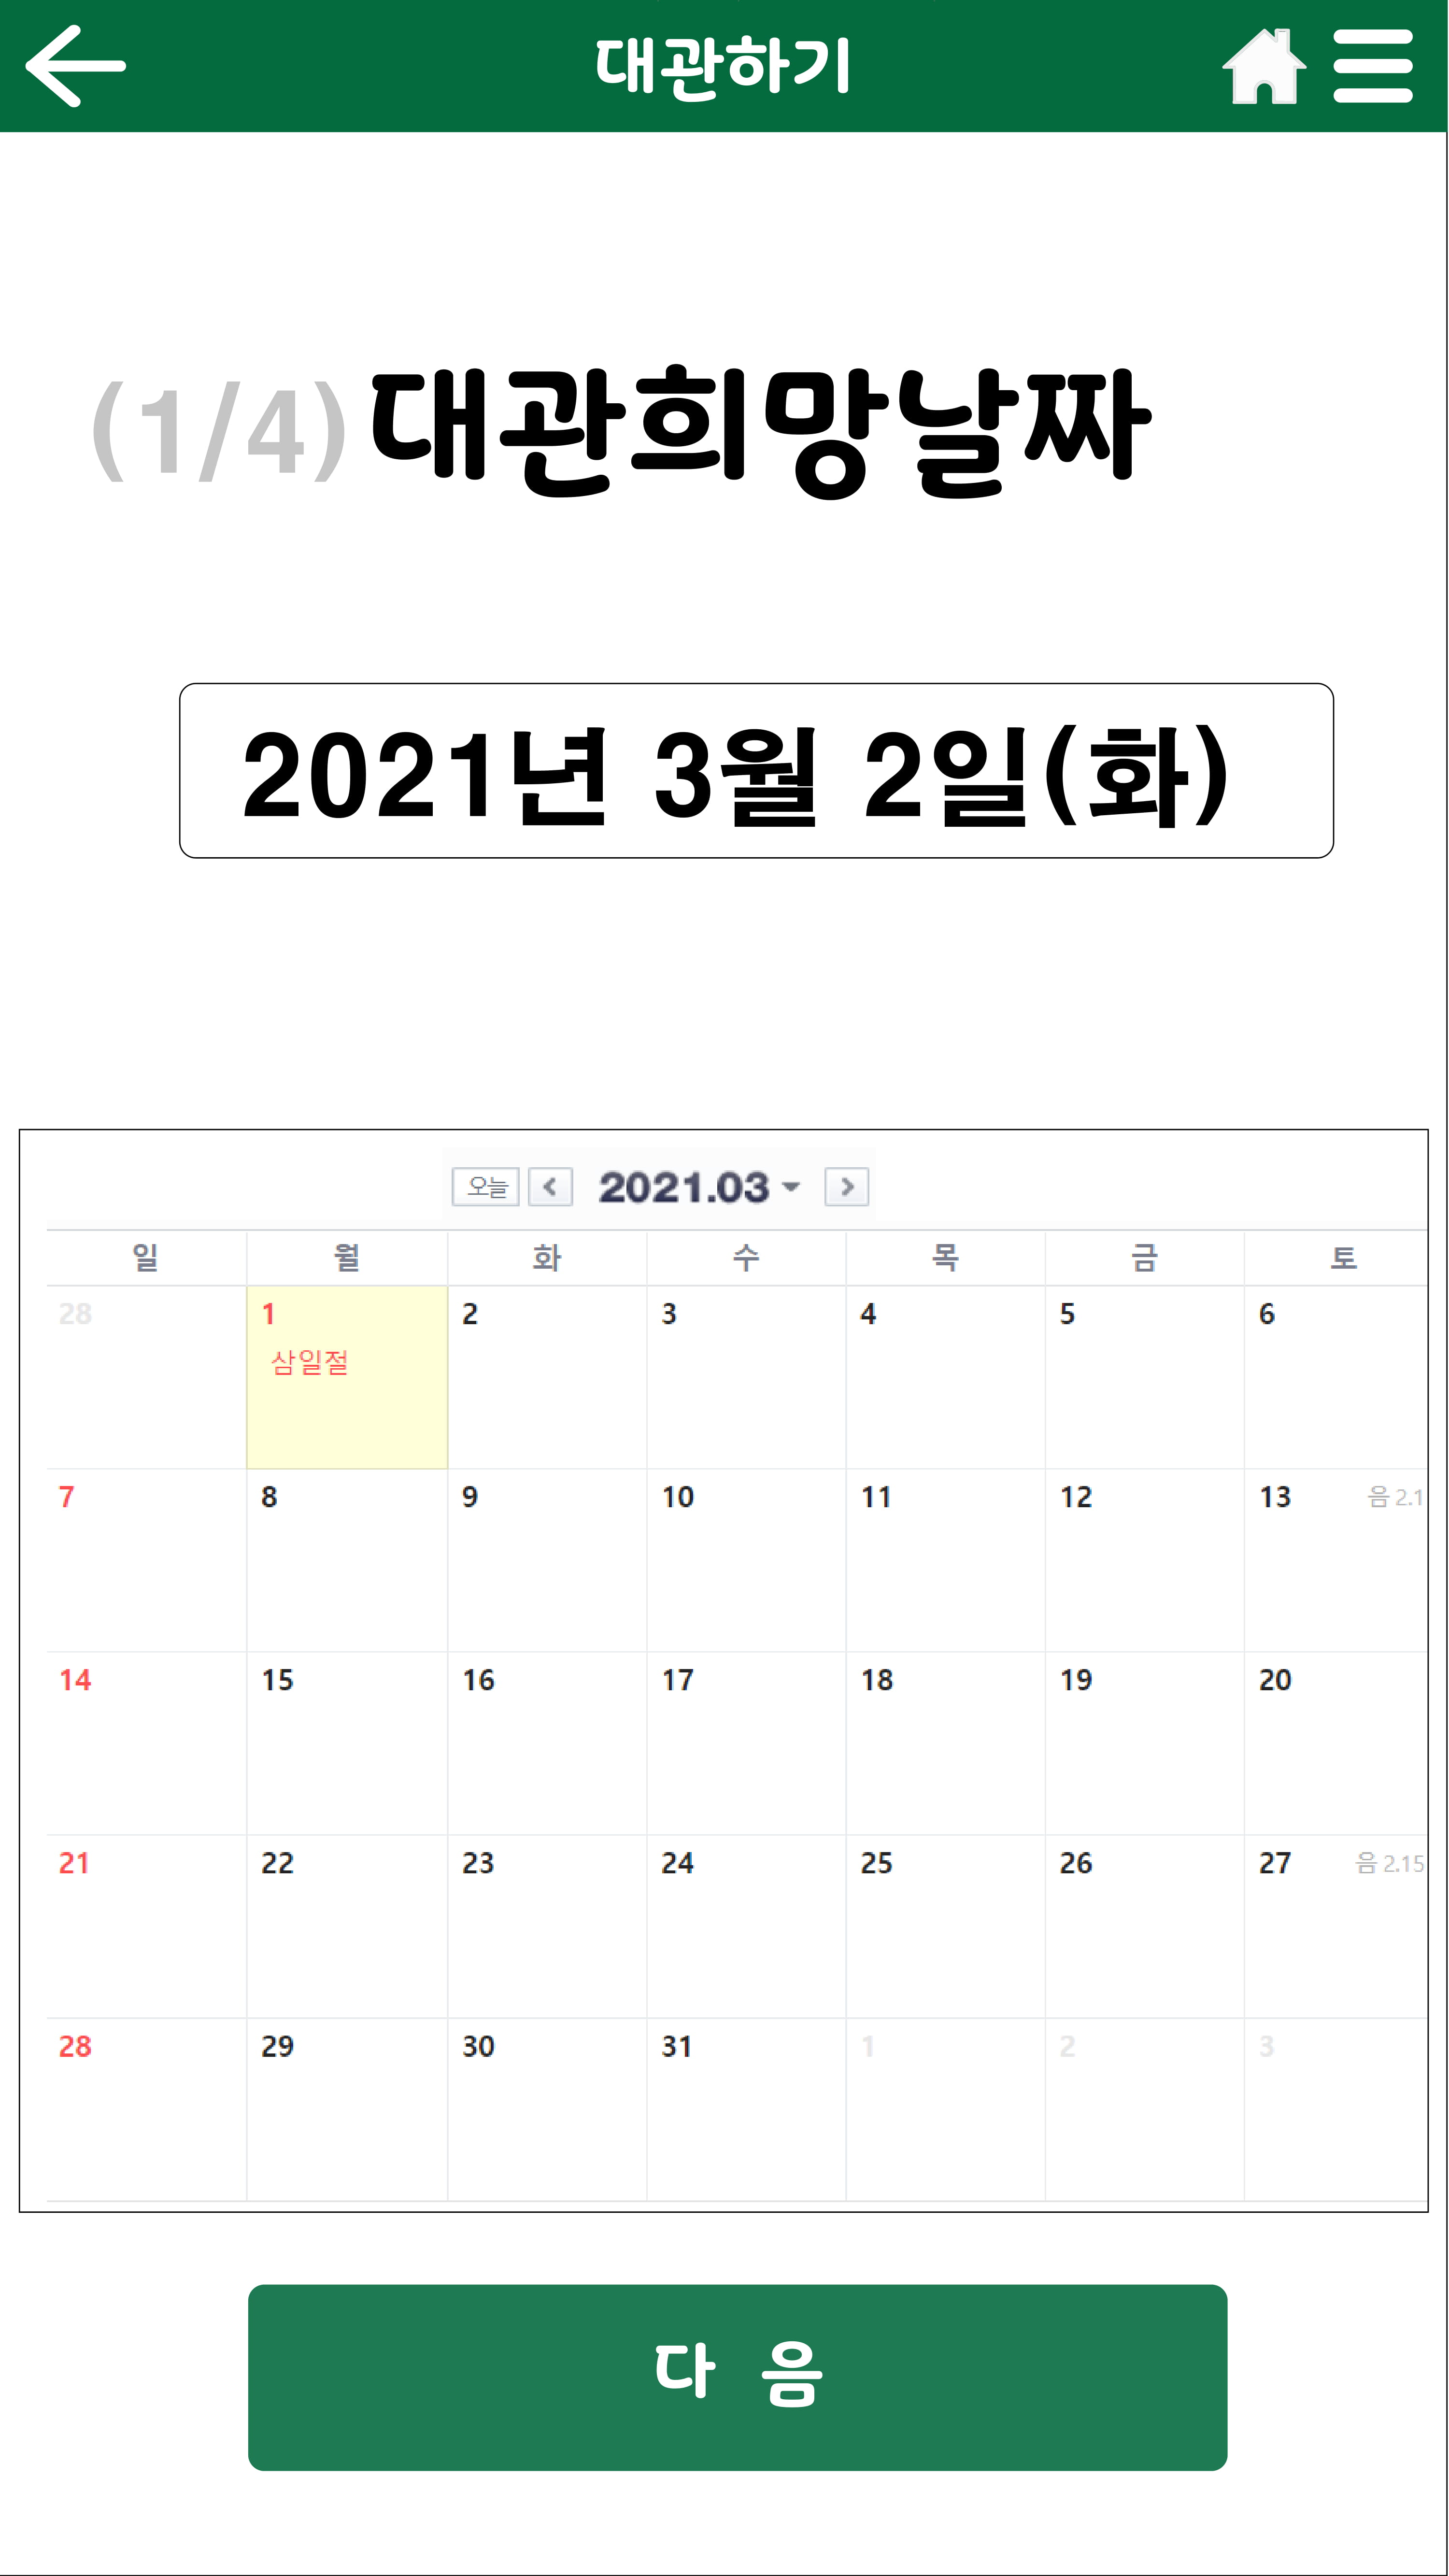 대관하기
(1/4) 대관희망날짜
2021년 3월 2일(화)
오늘 2021.03
일 월 화 수 목 금 토
28 1 2 3 4 5 6
삼일절
7 8 9 10 11 12 13 음 2.1
14 15 16 17 18 19 20
21 22 23 24 25 26 27 음 2.15
28 29 30 31 1 2 3
다 음